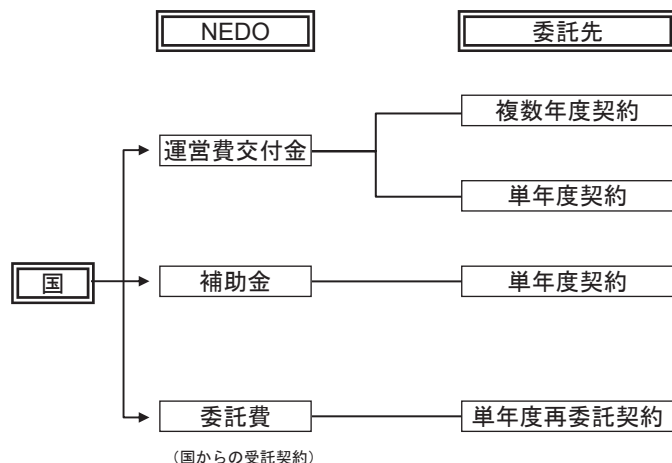 NEDO
委託先
複数年度契約
運営費交付金
単年度契約
国
補助金
単年度契約
委託費
単年度再委託契約
（国からの受託契約）